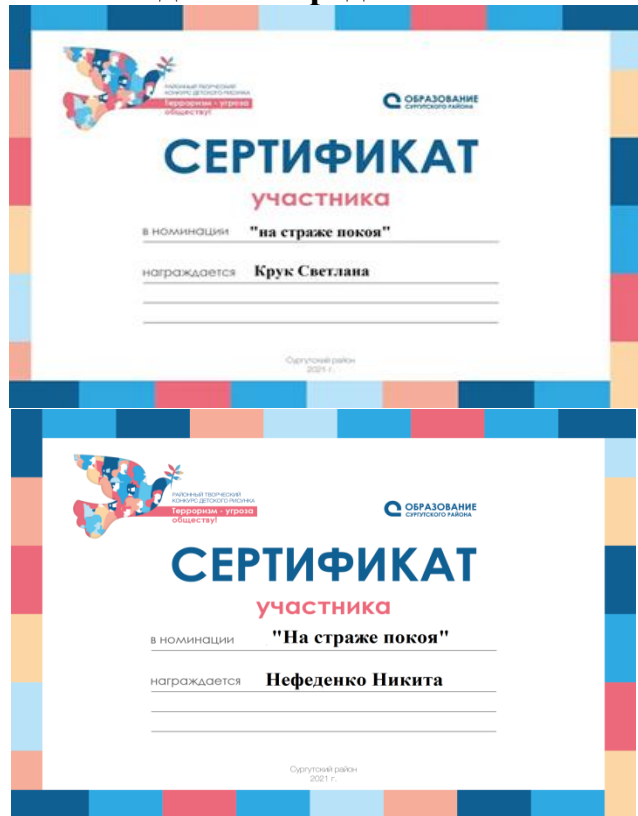 РАЙОННЫЙ ТВОРЧЕСКИЙ
КОНКУРС ДЕТСКОГО РИСУНКА
Терроризм - угроза
обществу!
ОБРАЗОВАНИЕ
СУРГУТСКОГО РАЙОНА
СЕРТИФИКАТ
участника
в номинации "на страже покоя"
награждается Крук Светлана
Сургутский район
2021 г.
РАЙОННЫЙ ТВОРЧЕСКИЙ
КОНКУРС ДЕТСКОГО РИСУНКА
Терроризм - угроза
обществу!
ОБРАЗОВАНИЕ
СУРГУТСКОГО РАЙОНА
СЕРТИФИКАТ
участника
в номинации "На страже покоя"
награждается Нефеденко Никита
Сургутский район
2021 г.